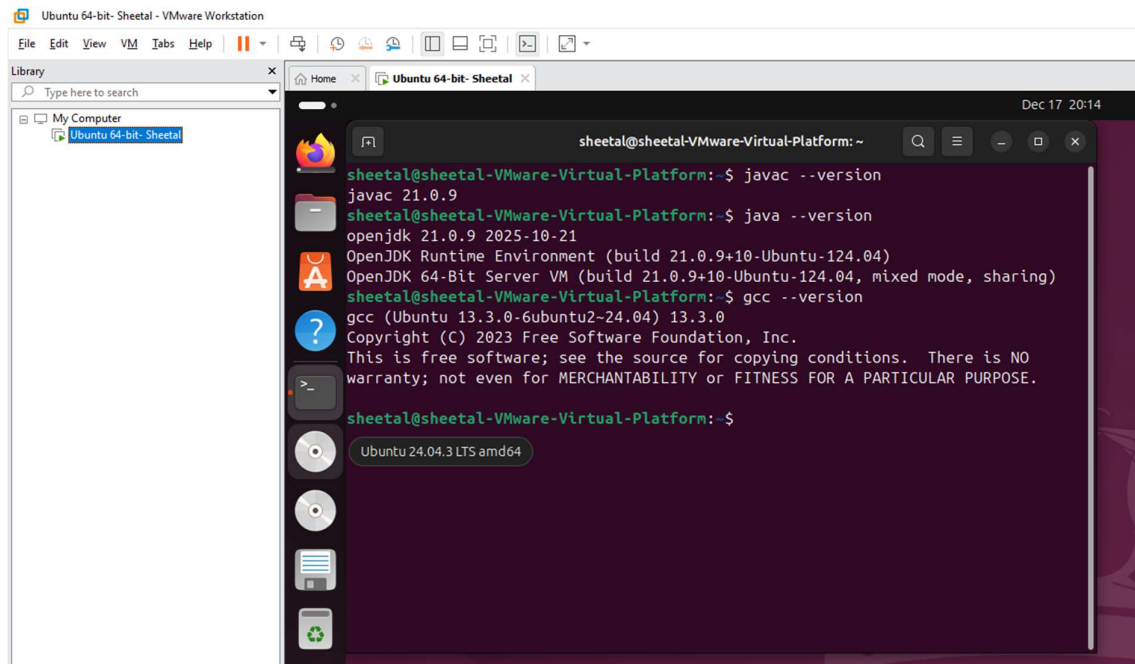 Ubuntu 64-bit- Sheetal - VMware Workstation
File Edit View VM Tabs Help
Library
Type here to search
My Computer
Ubuntu 64-bit- Sheetal
Home
Ubuntu 64-bit- Sheetal
Dec 17 20:14
sheetal@sheetal-VMware-Virtual-Platform: ~
sheetal@sheetal-VMware-Virtual-Platform:~$ javac --version
javac 21.0.9
sheetal@sheetal-VMware-Virtual-Platform:~$ java --version
openjdk 21.0.9 2025-10-21
OpenJDK Runtime Environment (build 21.0.9+10-Ubuntu-124.04)
OpenJDK 64-Bit Server VM (build 21.0.9+10-Ubuntu-124.04, mixed mode, sharing)
sheetal@sheetal-VMware-Virtual-Platform:~$ gcc --version
gcc (Ubuntu 13.3.0-6ubuntu2~24.04) 13.3.0
Copyright (C) 2023 Free Software Foundation, Inc.
This is free software; see the source for copying conditions.  There is NO
warranty; not even for MERCHANTABILITY or FITNESS FOR A PARTICULAR PURPOSE.
sheetal@sheetal-VMware-Virtual-Platform:~$
Ubuntu 24.04.3 LTS amd64